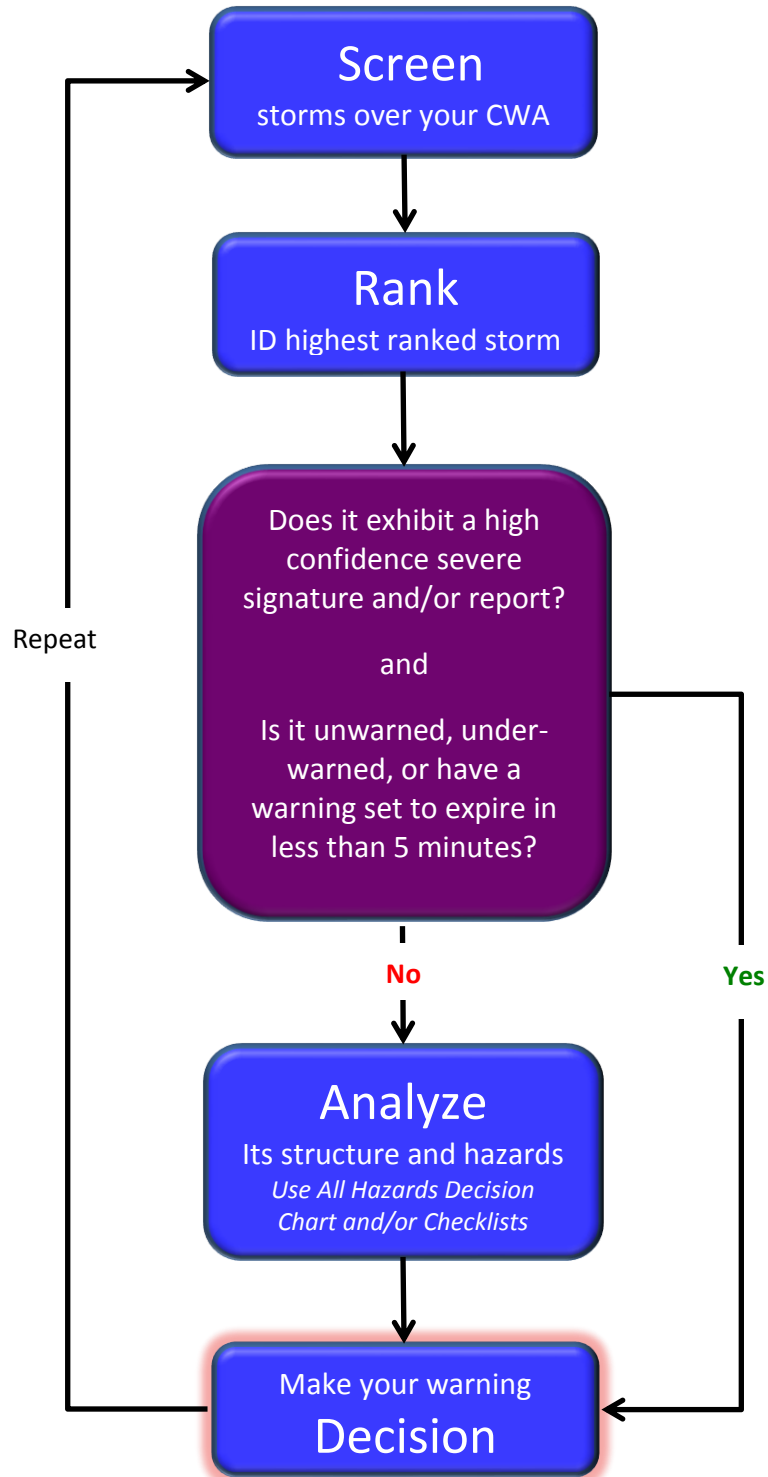 Screen
storms over your CWA
Rank
ID highest ranked storm
Does it exhibit a high
confidence severe
signature and/or report?
and
Is it unwarned, under-
warned, or have a
warning set to expire in
less than 5 minutes?
Repeat
No
Yes
Analyze
Its structure and hazards
Use All Hazards Decision
Chart and/or Checklists
Make your warning
Decision